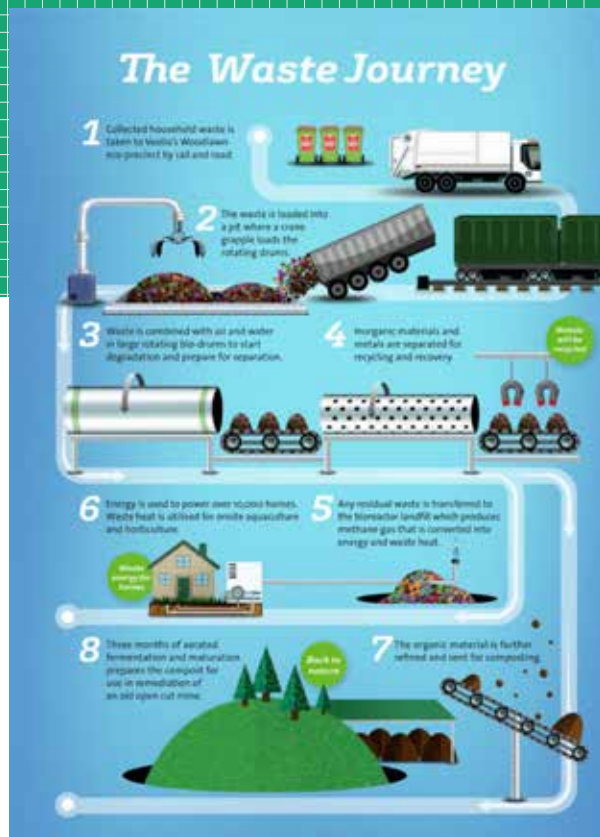 The Waste Journey
1 Collected household waste is
taken to Veolia's Woodlawn
eco-precinct by rail and road.
2 The waste is loaded into
a pit where a crane
grapple loads the
rotating drums.
3 Waste is combined with air and water
in large rotating bio-drums to start
degradation and prepare for separation.
4 Inorganic materials and
metals are separated for
recycling and recovery.
will be
recycled
6 Energy is used to power over 10,000 homes.
Waste heat is utilised for onsite aquaculture
and horticulture.
5 Any residual waste is transferred to
the bioreactor landfill which produces
methane gas that is converted into
energy and waste heat.
energy for
homes
8 Three months of aerated
fermentation and maturation
prepares the compost for
use in remediation of
an old open cut mine.
Back to
nature
7 The organic material is further
refined and sent for composting.